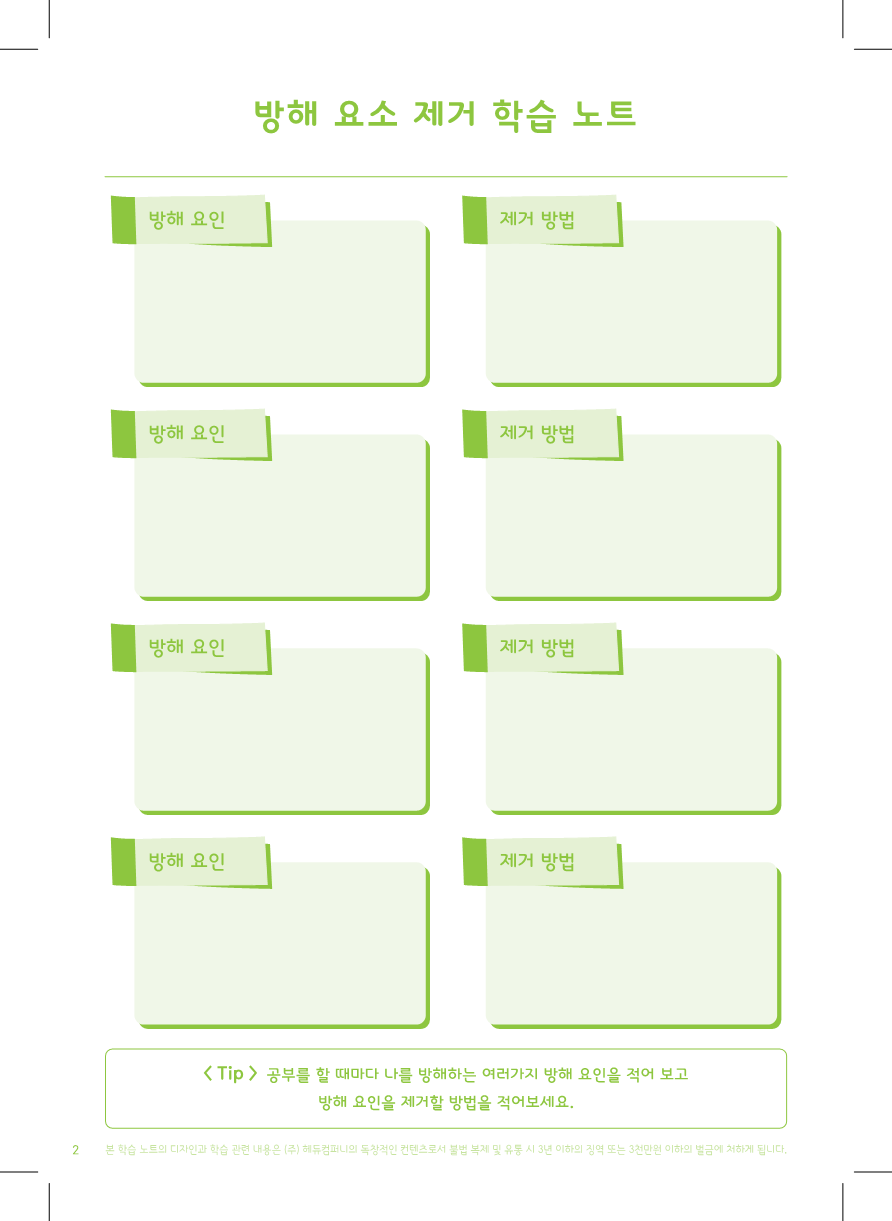 방해 요소 제거 학습 노트
방해 요인
제거 방법
방해 요인
제거 방법
방해 요인
제거 방법
방해 요인
제거 방법
〈 Tip 〉 공부를 할 때마다 나를 방해하는 여러가지 방해 요인을 적어 보고
방해 요인을 제거할 방법을 적어보세요.
2 본 학습 노트의 디자인과 학습 관련 내용은 (주) 해듀컴퍼니의 독창적인 컨텐츠로서 불법 복제 및 유통 시 3년 이하의 징역 또는 3천만원 이하의 벌금에 처하게 됩니다.